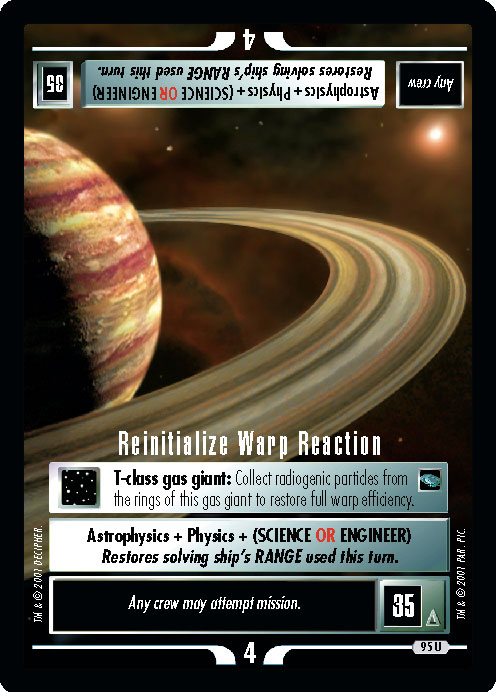 4
Any crew
Astrophysics + Physics + (SCIENCE OR ENGINEER)
Restores solving ship's RANGE used this turn.
35
Reinitialize Warp Reaction
T-class gas giant: Collect radiogenic particles from
the rings of this gas giant to restore full warp efficiency.
Astrophysics + Physics + (SCIENCE OR ENGINEER)
Restores solving ship's RANGE used this turn.
Any crew may attempt mission.
35
TM & © 2001 DECIPHER.
TM & © 2001 PAR. PIC.
4
95 U